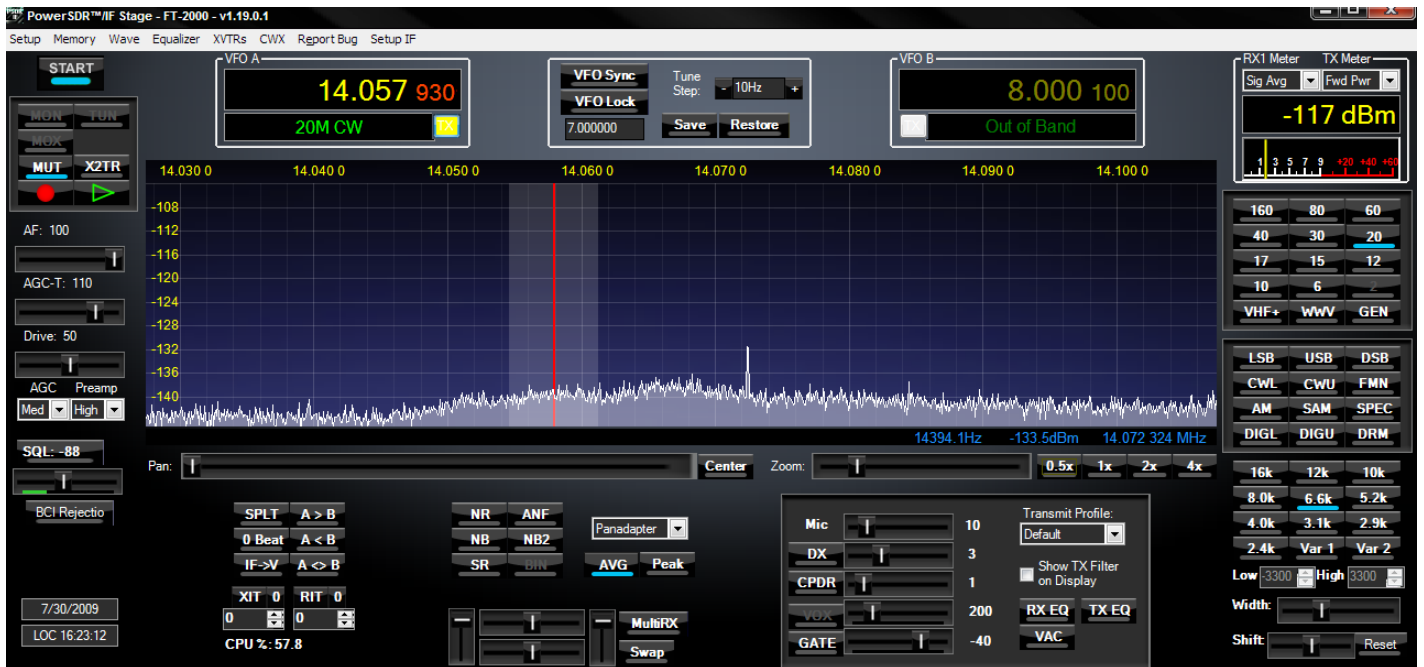 PowerSDR™/IF Stage - FT-2000 - v1.19.0.1
Setup Memory Wave Equalizer XVTRs CWX Report Bug Setup IF
START
MON TUN
MOX
MUT X2TR
AF: 100
AGC-T: 110
Drive: 50
AGC Preamp
Med High
SQL: -88
BCI Rejectio
7/30/2009
LOC 16:23:12
VFO A
14.057 930
20M CW TX
VFO Sync
VFO Lock
7.000000
Tune
Step: - 10Hz +
Save Restore
VFO B
8.000 100
TX Out of Band
RX1 Meter TX Meter
Sig Avg Fwd Pwr
-117 dBm
1 3 5 7 9 +20 +40 +60
14.030 0 14.040 0 14.050 0 14.060 0 14.070 0 14.080 0 14.090 0 14.100 0
-108
-112
-116
-120
-124
-128
-132
-136
-140
14394.1Hz -133.5dBm 14.072 324 MHz
Pan: Center Zoom: 0.5x 1x 2x 4x
SPLT A > B
0 Beat A < B
IF->V A <> B
XIT 0 RIT 0
0 0
CPU %: 57.8
NR ANF
NB NB2
SR BIN
Panadapter
AVG Peak
MultiRX
Swap
Mic 10
DX 3
CPDR 1
VOX 200
GATE -40
Transmit Profile:
Default
Show TX Filter
on Display
RX EQ TX EQ
VAC
160 80 60
40 30 20
17 15 12
10 6 2
VHF+ WWV GEN
LSB USB DSB
CWL CWU FMN
AM SAM SPEC
DIGL DIGU DRM
16k 12k 10k
8.0k 6.6k 5.2k
4.0k 3.1k 2.9k
2.4k Var 1 Var 2
Low -3300 High 3300
Width:
Shift: Reset